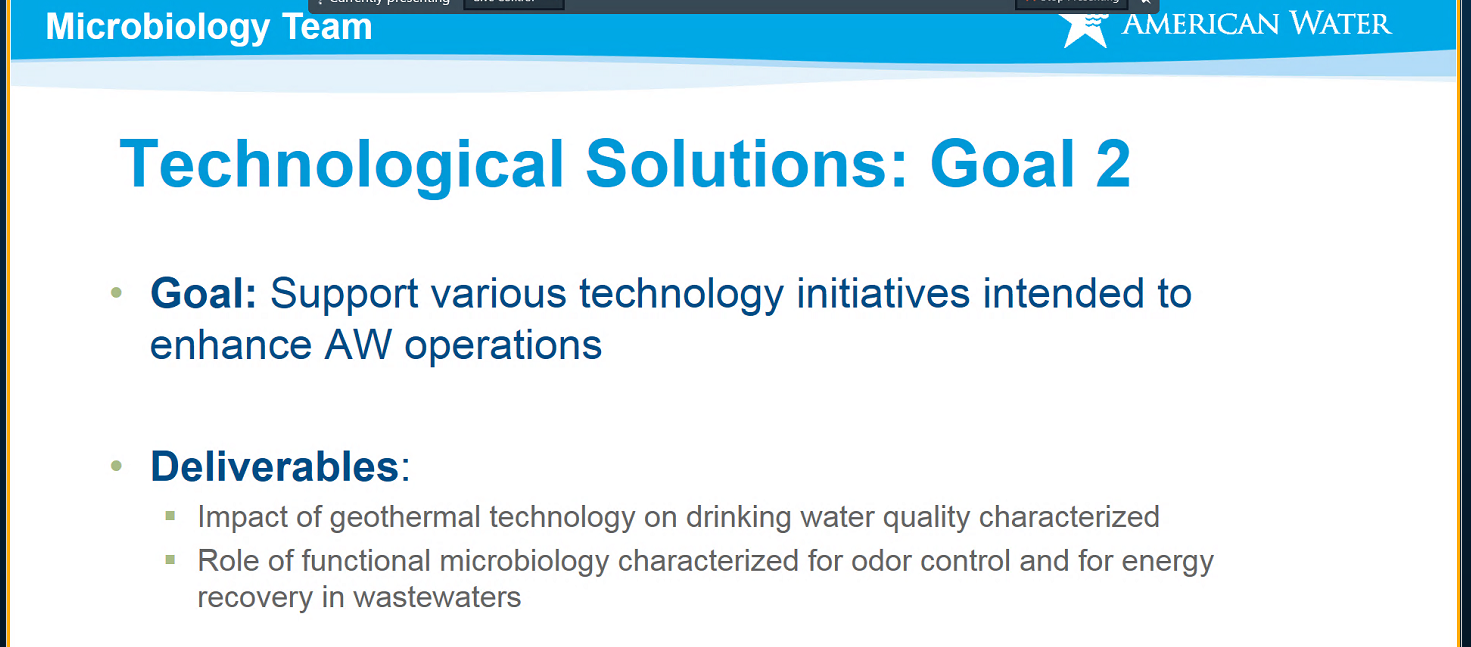 Currently presenting
Microbiology Team
AMERICAN WATER
Technological Solutions: Goal 2
• Goal: Support various technology initiatives intended to
enhance AW operations
• Deliverables:
▪ Impact of geothermal technology on drinking water quality characterized
▪ Role of functional microbiology characterized for odor control and for energy
recovery in wastewaters